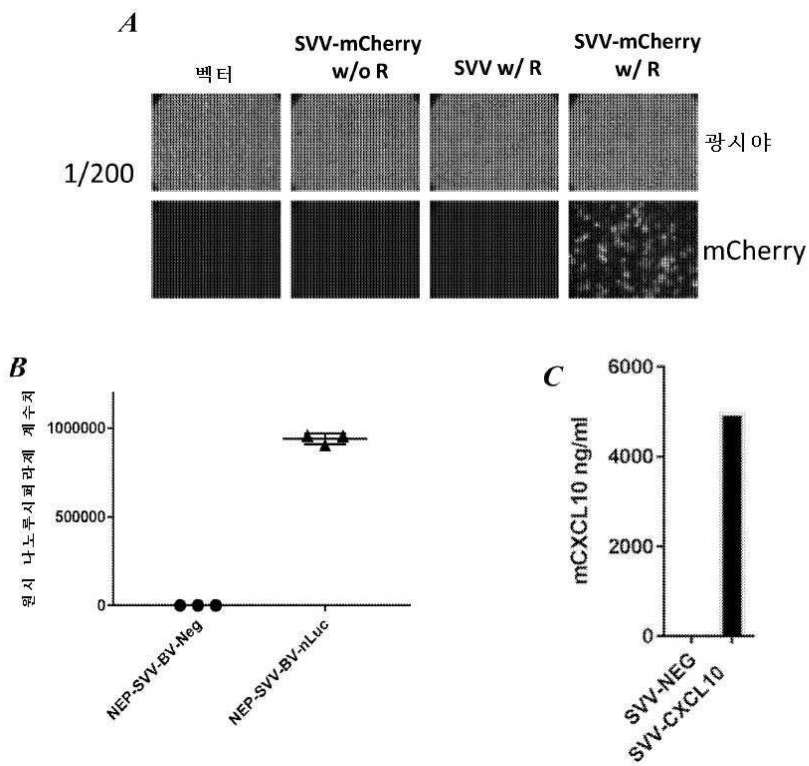 A
벡터
SVV-mCherry
w/o R
SVV w/ R
SVV-mCherry
w/ R
1/200
광시야
mCherry
B
원시 나노루시퍼라제 계수치
1000000
500000
0
NEP-SVV-BV-Neg
NEP-SVV-BV-nLuc
C
mCXCL10 ng/ml
6000
4000
2000
0
SVV-NEG
SVV-CXCL10